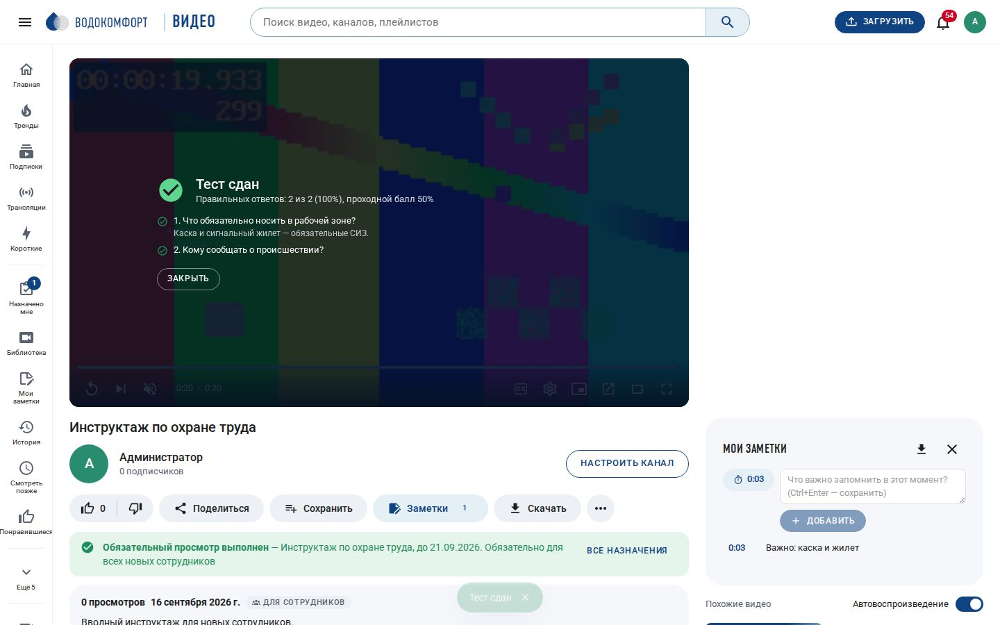 ВОДОКОМФОРТ
ВИДЕО
Поиск видео, каналов, плейлистов
ЗАГРУЗИТЬ
54
А
Главная
Тренды
Подписки
Трансляции
Короткие
1
Назначено
мне
Библиотека
Мои
заметки
История
Смотреть
позже
Понравившиеся
Ещё 5
00:00:19.933
299
Тест сдан
Правильных ответов: 2 из 2 (100%), проходной балл 50%
1. Что обязательно носить в рабочей зоне?
Каска и сигнальный жилет — обязательные СИЗ.
2. Кому сообщать о происшествии?
ЗАКРЫТЬ
0:20 / 0:20
Инструктаж по охране труда
А
Администратор
0 подписчиков
НАСТРОИТЬ КАНАЛ
0
Поделиться
Сохранить
Заметки 1
Скачать
Обязательный просмотр выполнен — Инструктаж по охране труда, до 21.09.2026. Обязательно для
всех новых сотрудников
ВСЕ НАЗНАЧЕНИЯ
0 просмотров 16 сентября 2026 г. ДЛЯ СОТРУДНИКОВ
Вводный инструктаж для новых сотрудников.
Тест сдан
МОИ ЗАМЕТКИ
0:03
Что важно запомнить в этот момент?
(Ctrl+Enter — сохранить)
ДОБАВИТЬ
0:03 Важно: каска и жилет
Похожие видео
Автовоспроизведение